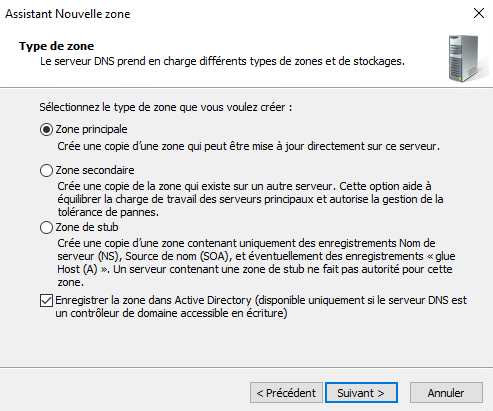 Assistant Nouvelle zone
Type de zone
Le serveur DNS prend en charge différents types de zones et de stockages.
Sélectionnez le type de zone que vous voulez créer :
Zone principale
Crée une copie d'une zone qui peut être mise à jour directement sur ce serveur.
Zone secondaire
Crée une copie de la zone qui existe sur un autre serveur. Cette option aide à
équilibrer la charge de travail des serveurs principaux et autorise la gestion de la
tolérance de pannes.
Zone de stub
Crée une copie d'une zone contenant uniquement des enregistrements Nom de
serveur (NS), Source de nom (SOA), et éventuellement des enregistrements « glue
Host (A) ». Un serveur contenant une zone de stub ne fait pas autorité pour cette
zone.
Enregistrer la zone dans Active Directory (disponible uniquement si le serveur DNS est
un contrôleur de domaine accessible en écriture)
< Précédent
Suivant >
Annuler